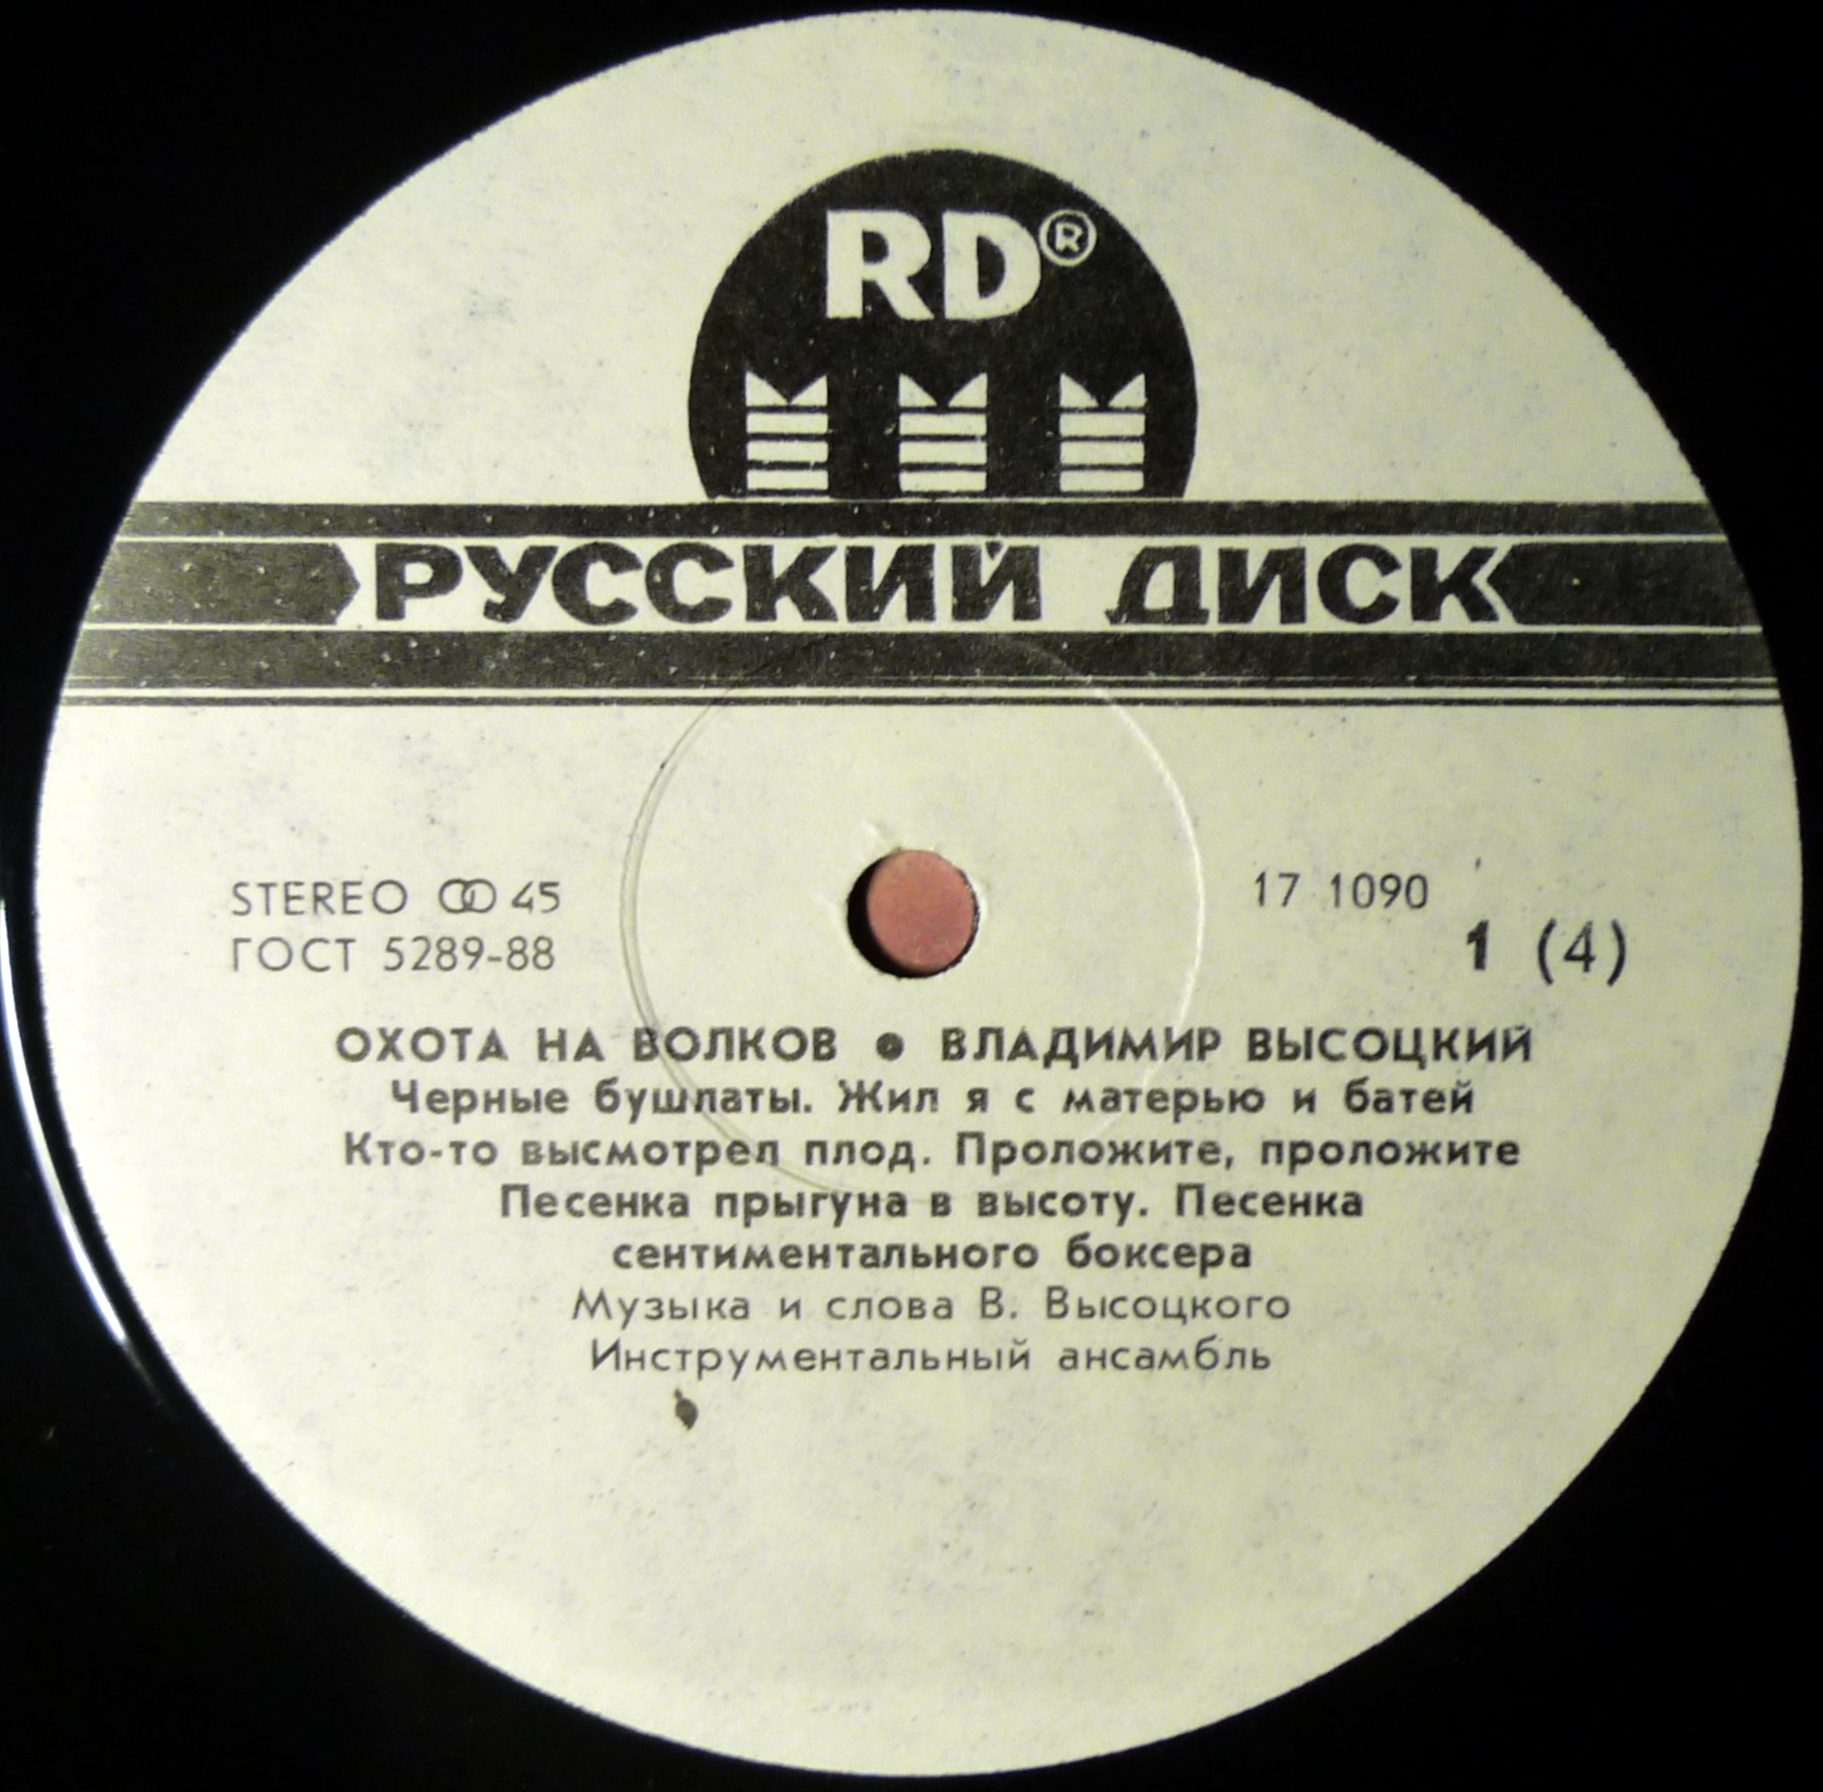 RD®
РУССКИЙ ДИСК
STEREO 45
ГОСТ 5289-88
17 1090
1 (4)
ОХОТА НА ВОЛКОВ ● ВЛАДИМИР ВЫСОЦКИЙ
Черные бушлаты. Жил я с матерью и батей
Кто-то высмотрел плод. Проложите, проложите
Песенка прыгуна в высоту. Песенка
сентиментального боксера
Музыка и слова В. Высоцкого
Инструментальный ансамбль